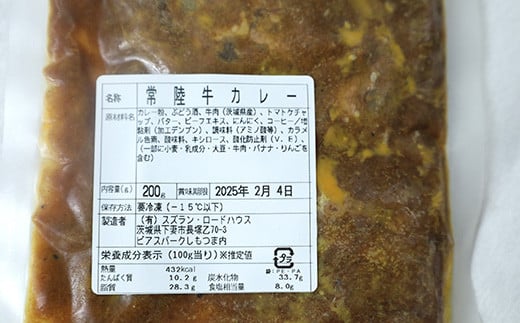 名称 常陸牛カレー
原材料名 カレー粉、ぶどう酒、牛肉(茨城県産)、トマトケチャ
ップ、バター、ビーフエキス、にんにく、コーヒー/増
粘剤(加工デンプン)、調味料(アミノ酸等)、カラメ
ル色素、酸味料、キシロース、酸化防止剤(V.E)、
(一部に小麦・乳成分・大豆・牛肉・バナナ・りんごを
含む)
内容量(g) 200g 賞味期限 2025年 2月 4日
保存方法 要冷凍(-15℃以下)
製造者 (有)スズラン・ロードハウス
茨城県下妻市長塚乙70-3
ビアスパークしもつま内
栄養成分表示(100g当り)※推定値
熱量 432kcal
たんぱく質 10.2g 炭水化物 33.7g
脂質 28.3g 食塩相当量 8.0g
プラ
袋:PE・PA